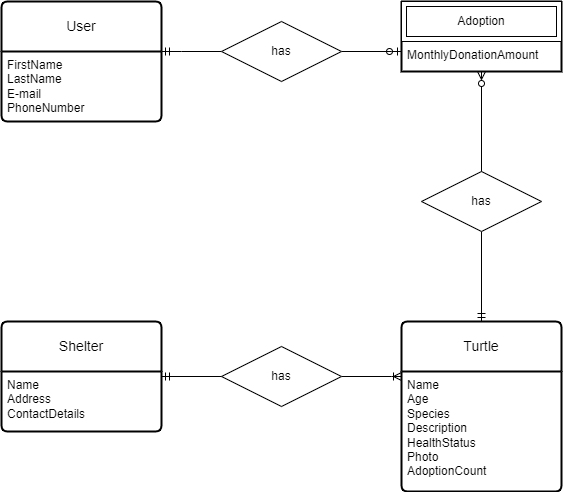 User
FirstName
LastName
E-mail
PhoneNumber
has
Adoption
MonthlyDonationAmount
has
Shelter
Name
Address
ContactDetails
has
Turtle
Name
Age
Species
Description
HealthStatus
Photo
AdoptionCount